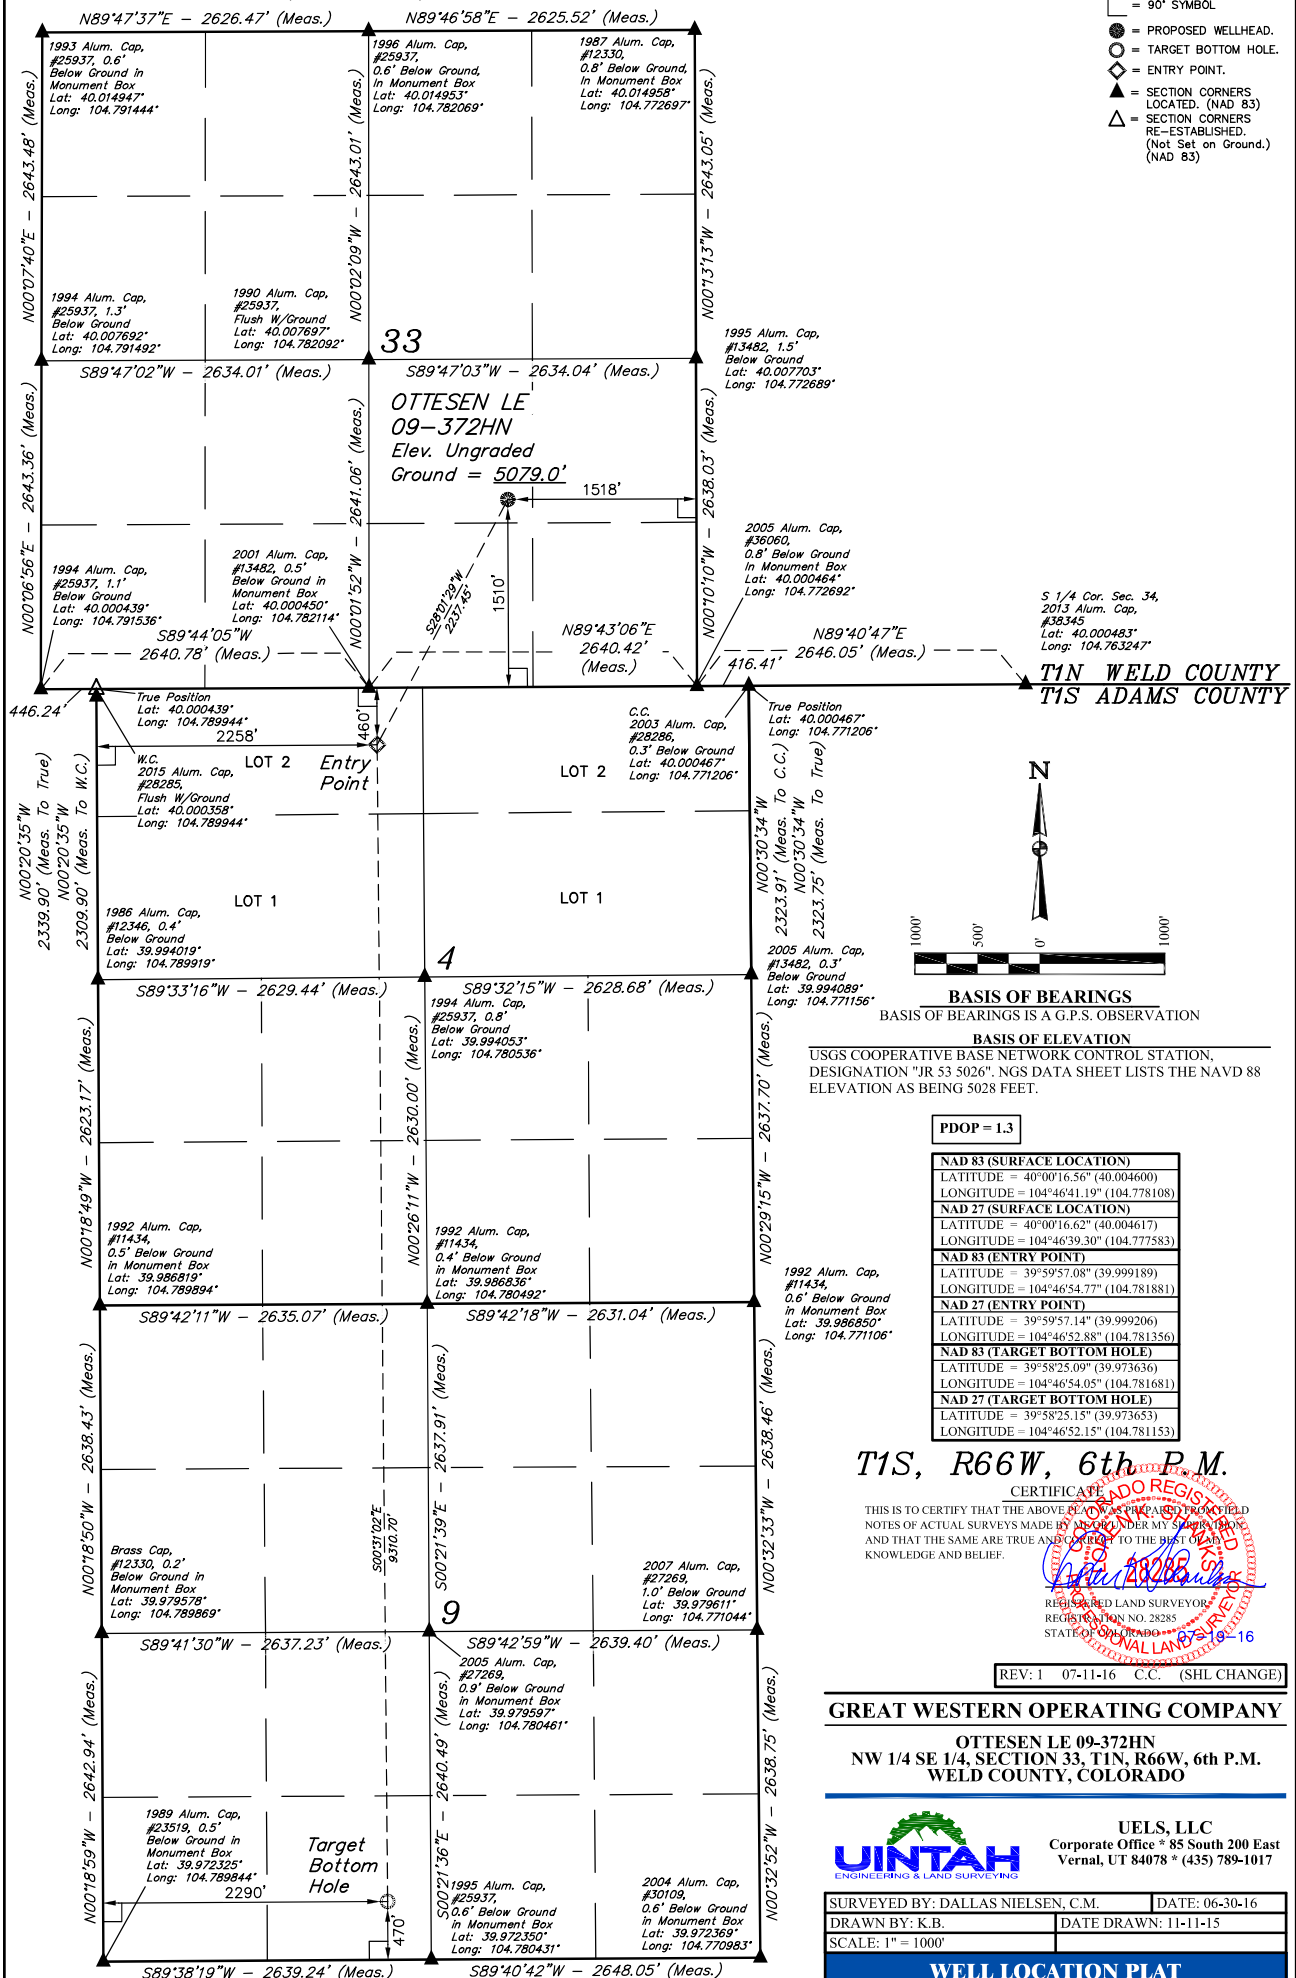 N89°47'37"E - 2626.47' (Meas.)
N89°46'58"E - 2625.52' (Meas.)
= 90° SYMBOL
= PROPOSED WELLHEAD.
= TARGET BOTTOM HOLE.
= ENTRY POINT.
= SECTION CORNERS
LOCATED. (NAD 83)
= SECTION CORNERS
RE-ESTABLISHED.
(Not Set on Ground.)
(NAD 83)
1993 Alum. Cap,
#25937, 0.6'
Below Ground in
Monument Box
Lat: 40.014947°
Long: 104.791444°
1996 Alum. Cap,
#25937,
0.6' Below Ground,
In Monument Box
Lat: 40.014953°
Long: 104.782069°
1987 Alum. Cap,
#12330,
0.8' Below Ground,
In Monument Box
Lat: 40.014958°
Long: 104.772697°
N00°07'40"E - 2643.48' (Meas.)
N00°02'09"W - 2643.01' (Meas.)
N00°13'13"W - 2643.05' (Meas.)
1994 Alum. Cap,
#25937, 1.3'
Below Ground
Lat: 40.007692°
Long: 104.791492°
1990 Alum. Cap,
#25937,
Flush W/Ground
Lat: 40.007697°
Long: 104.782092°
33
1995 Alum. Cap,
#13482, 1.5'
Below Ground
Lat: 40.007703°
Long: 104.772689°
S89°47'02"W - 2634.01' (Meas.)
S89°47'03"W - 2634.04' (Meas.)
OTTESEN LE
09-372HN
Elev. Ungraded
Ground = 5079.0'
1518'
1510'
S28°01'29"W
2237.45'
N00°06'56"E - 2643.36' (Meas.)
N00°01'52"W - 2641.06' (Meas.)
N00°10'10"W - 2638.03' (Meas.)
1994 Alum. Cap,
#25937, 1.1'
Below Ground
Lat: 40.000439°
Long: 104.791536°
2001 Alum. Cap,
#13482, 0.5'
Below Ground in
Monument Box
Lat: 40.000450°
Long: 104.782114°
2005 Alum. Cap,
#36060,
0.8' Below Ground
In Monument Box
Lat: 40.000464°
Long: 104.772692°
S 1/4 Cor. Sec. 34,
2013 Alum. Cap,
#38345
Lat: 40.000483°
Long: 104.763247°
S89°44'05"W
2640.78' (Meas.)
N89°43'06"E
2640.42'
(Meas.)
N89°40'47"E
2646.05' (Meas.)
416.41'
T1N WELD COUNTY
T1S ADAMS COUNTY
446.24'
True Position
Lat: 40.000439°
Long: 104.789944°
2258'
460'
W.C.
2015 Alum. Cap,
#28285,
Flush W/Ground
Lat: 40.000358°
Long: 104.789944°
LOT 2
Entry
Point
LOT 2
C.C.
2003 Alum. Cap,
#28286,
0.3' Below Ground
Lat: 40.000467°
Long: 104.771206°
True Position
Lat: 40.000467°
Long: 104.771206°
N00°20'35"W
2339.90' (Meas. To True)
N00°20'35"W
2309.90' (Meas. To W.C.)
N00°30'34"W
2323.91' (Meas. To C.C.)
N00°30'34"W
2323.75' (Meas. To True)
LOT 1
LOT 1
N
1000'
500'
0'
1000'
1986 Alum. Cap,
#12346, 0.4'
Below Ground
Lat: 39.994019°
Long: 104.789919°
4
2005 Alum. Cap,
#13482, 0.3'
Below Ground
Lat: 39.994089°
Long: 104.771156°
S89°33'16"W - 2629.44' (Meas.)
S89°32'15"W - 2628.68' (Meas.)
1994 Alum. Cap,
#25937, 0.8'
Below Ground
Lat: 39.994053°
Long: 104.780536°
BASIS OF BEARINGS
BASIS OF BEARINGS IS A G.P.S. OBSERVATION
BASIS OF ELEVATION
USGS COOPERATIVE BASE NETWORK CONTROL STATION,
DESIGNATION "JR 53 5026". NGS DATA SHEET LISTS THE NAVD 88
ELEVATION AS BEING 5028 FEET.
PDOP = 1.3
NAD 83 (SURFACE LOCATION)
LATITUDE = 40°00'16.56" (40.004600)
LONGITUDE = 104°46'41.19" (104.778108)
NAD 27 (SURFACE LOCATION)
LATITUDE = 40°00'16.62" (40.004617)
LONGITUDE = 104°46'39.30" (104.777583)
NAD 83 (ENTRY POINT)
LATITUDE = 39°59'57.08" (39.999189)
LONGITUDE = 104°46'54.77" (104.781881)
NAD 27 (ENTRY POINT)
LATITUDE = 39°59'57.14" (39.999206)
LONGITUDE = 104°46'52.88" (104.781356)
NAD 83 (TARGET BOTTOM HOLE)
LATITUDE = 39°58'25.09" (39.973636)
LONGITUDE = 104°46'54.05" (104.781681)
NAD 27 (TARGET BOTTOM HOLE)
LATITUDE = 39°58'25.15" (39.973653)
LONGITUDE = 104°46'52.15" (104.781153)
N00°18'49"W - 2623.17' (Meas.)
N00°26'11"W - 2630.00' (Meas.)
N00°29'15"W - 2637.70' (Meas.)
1992 Alum. Cap,
#11434,
0.5' Below Ground
in Monument Box
Lat: 39.986819°
Long: 104.789894°
1992 Alum. Cap,
#11434,
0.4' Below Ground
in Monument Box
Lat: 39.986836°
Long: 104.780492°
1992 Alum. Cap,
#11434,
0.6' Below Ground
in Monument Box
Lat: 39.986850°
Long: 104.771106°
S89°42'11"W - 2635.07' (Meas.)
S89°42'18"W - 2631.04' (Meas.)
N00°18'50"W - 2638.43' (Meas.)
S00°31'02"E
9310.70'
S00°21'39"E - 2637.91' (Meas.)
N00°32'33"W - 2638.46' (Meas.)
Brass Cap,
#12330, 0.2'
Below Ground in
Monument Box
Lat: 39.979578°
Long: 104.789869°
9
2007 Alum. Cap,
#27269,
1.0' Below Ground
Lat: 39.979611°
Long: 104.771044°
S89°41'30"W - 2637.23' (Meas.)
S89°42'59"W - 2639.40' (Meas.)
2005 Alum. Cap,
#27269,
0.9' Below Ground
in Monument Box
Lat: 39.979597°
Long: 104.780461°
N00°18'59"W - 2642.94' (Meas.)
S00°21'36"E - 2640.49' (Meas.)
N00°32'52"W - 2638.75' (Meas.)
1989 Alum. Cap,
#23519, 0.5'
Below Ground in
Monument Box
Lat: 39.972325°
Long: 104.789844°
Target
Bottom
Hole
2290'
470'
1995 Alum. Cap,
#25937,
0.6' Below Ground
in Monument Box
Lat: 39.972350°
Long: 104.780431°
2004 Alum. Cap,
#30109,
0.6' Below Ground
in Monument Box
Lat: 39.972369°
Long: 104.770983°
S89°38'19"W - 2639.24' (Meas.)
S89°40'42"W - 2648.05' (Meas.)
T1S, R66W, 6th P.M.
CERTIFICATE
THIS IS TO CERTIFY THAT THE ABOVE PLAT WAS PREPARED FROM FIELD
NOTES OF ACTUAL SURVEYS MADE BY ME OR UNDER MY SUPERVISION
AND THAT THE SAME ARE TRUE AND CORRECT TO THE BEST OF MY
KNOWLEDGE AND BELIEF.
COLORADO REGISTERED
LOREN K. SHANKS
28285
PROFESSIONAL LAND SURVEYOR
REGISTERED LAND SURVEYOR
REGISTRATION NO. 28285
STATE OF COLORADO
07-19-16
REV: 1 07-11-16 C.C. (SHL CHANGE)
GREAT WESTERN OPERATING COMPANY
OTTESEN LE 09-372HN
NW 1/4 SE 1/4, SECTION 33, T1N, R66W, 6th P.M.
WELD COUNTY, COLORADO
UINTAH
ENGINEERING & LAND SURVEYING
UELS, LLC
Corporate Office * 85 South 200 East
Vernal, UT 84078 * (435) 789-1017
SURVEYED BY: DALLAS NIELSEN, C.M. DATE: 06-30-16
DRAWN BY: K.B. DATE DRAWN: 11-11-15
SCALE: 1" = 1000'
WELL LOCATION PLAT